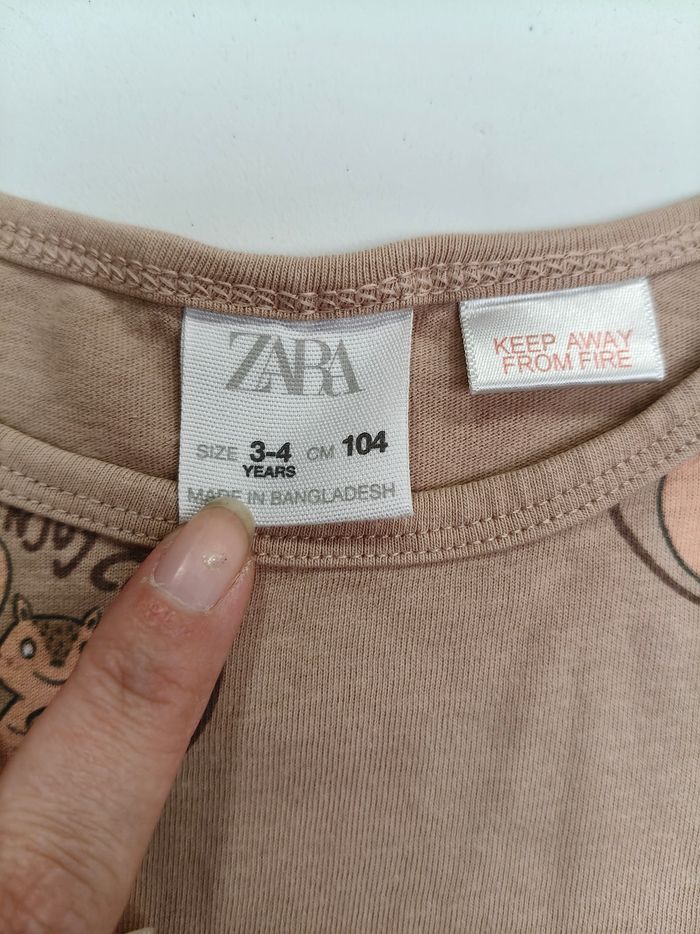 ZARA
SIZE 3-4 CM 104
YEARS
MADE IN BANGLADESH
KEEP AWAY
FROM FIRE